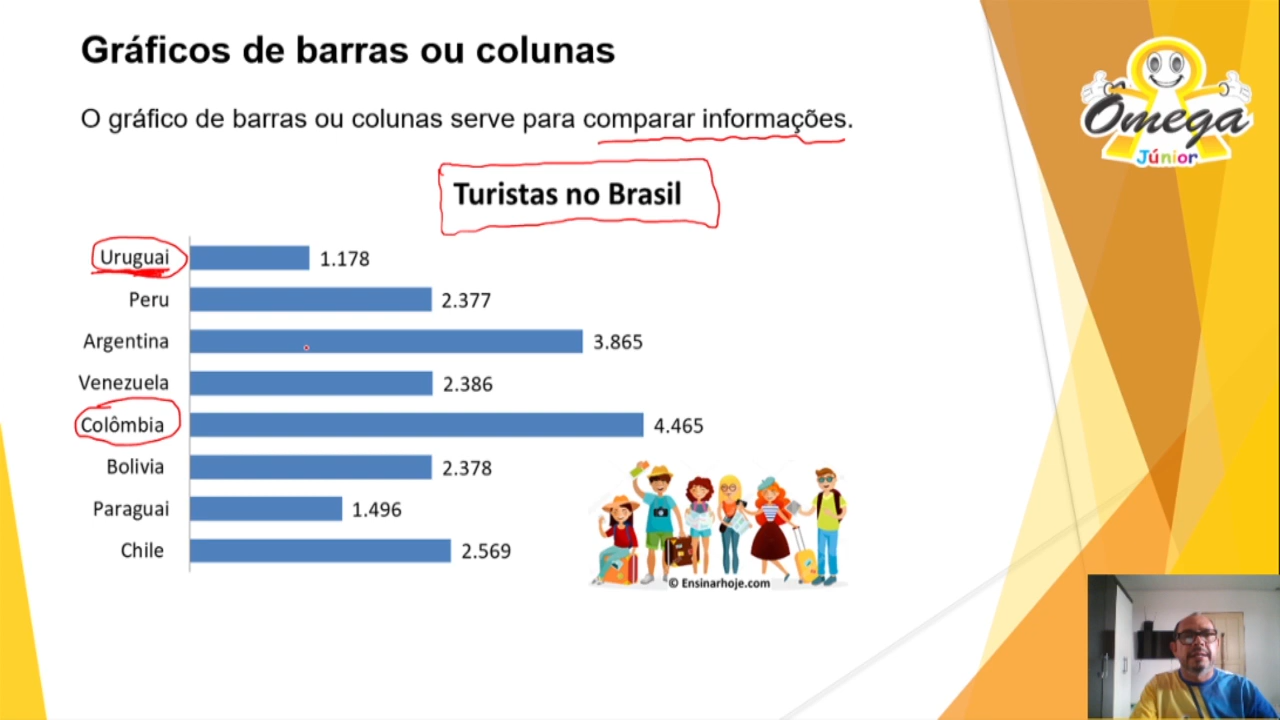 Gráficos de barras ou colunas
O gráfico de barras ou colunas serve para comparar informações.
Ômega
Júnior
Turistas no Brasil
Uruguai 1.178
Peru 2.377
Argentina 3.865
Venezuela 2.386
Colômbia 4.465
Bolivia 2.378
Paraguai 1.496
Chile 2.569
© Ensinarhoje.com